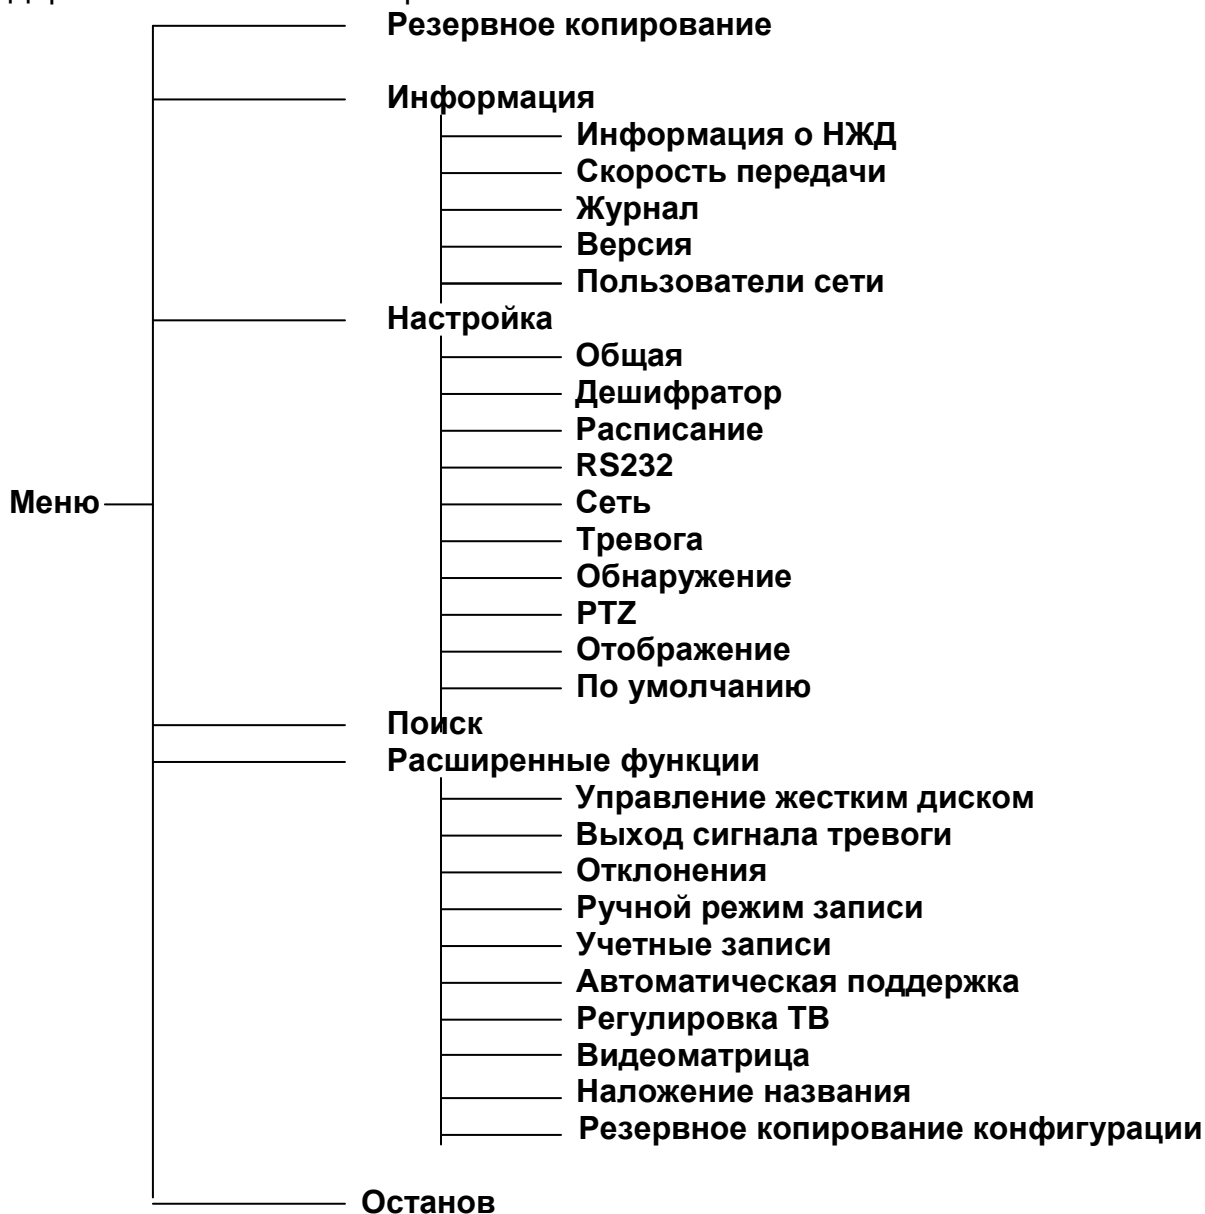 Резервное копирование
Информация
Информация о НЖД
Скорость передачи
Журнал
Версия
Пользователи сети
Настройка
Общая
Дешифратор
Расписание
RS232
Меню
Сеть
Тревога
Обнаружение
PTZ
Отображение
По умолчанию
Поиск
Расширенные функции
Управление жестким диском
Выход сигнала тревоги
Отклонения
Ручной режим записи
Учетные записи
Автоматическая поддержка
Регулировка ТВ
Видеоматрица
Наложение названия
Резервное копирование конфигурации
Останов